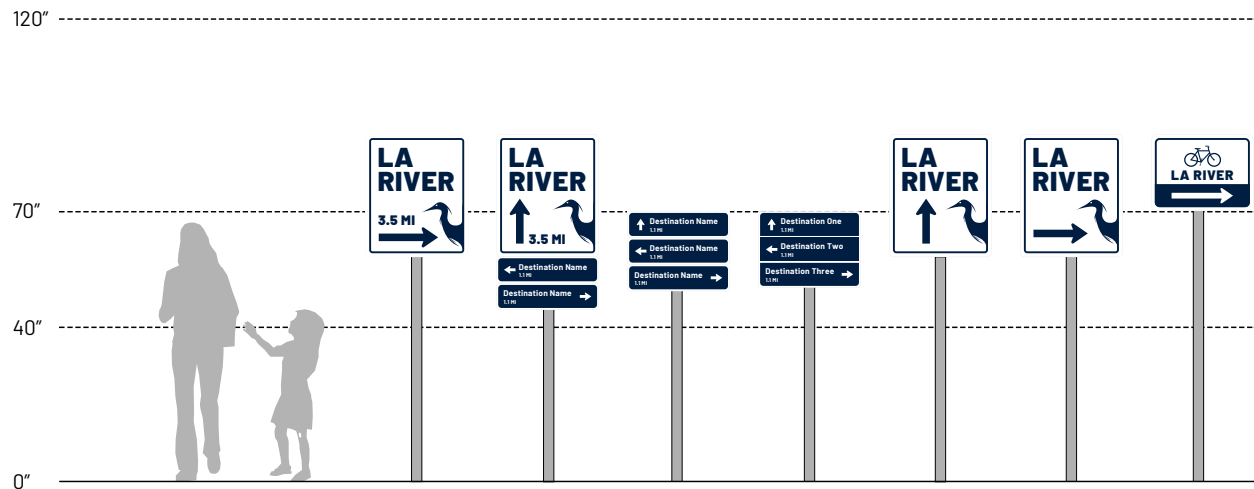 120"
70"
40"
0"
LA
RIVER
3.5 MI
LA
RIVER
3.5 MI
Destination Name
1.1 MI
Destination Name
1.1 MI
Destination Name
1.1 MI
Destination Name
1.1 MI
Destination Name
1.1 MI
Destination One
1.1 MI
Destination Two
1.1 MI
Destination Three
1.1 MI
LA
RIVER
LA
RIVER
LA RIVER